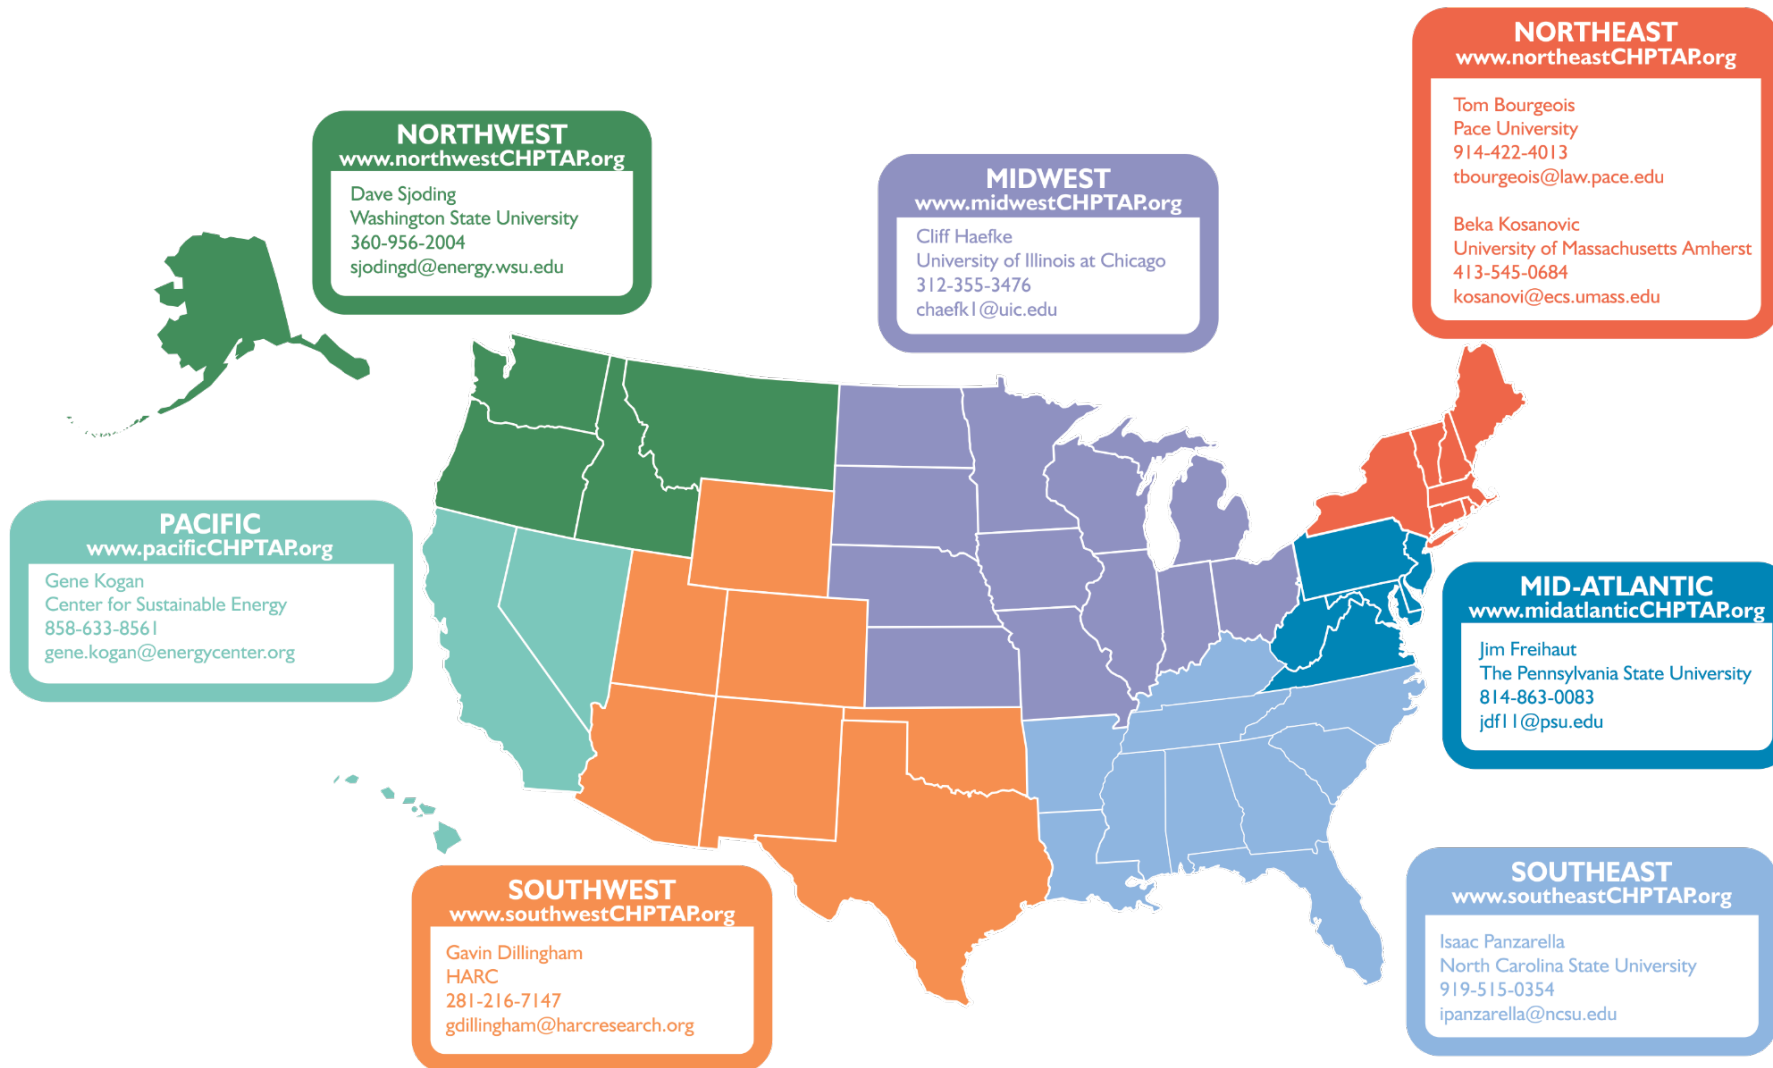 NORTHEAST
www.northeastCHPTAP.org
Tom Bourgeois
Pace University
914-422-4013
tbourgeois@law.pace.edu
Beka Kosanovic
University of Massachusetts Amherst
413-545-0684
kosanovi@ecs.umass.edu
NORTHWEST
www.northwestCHPTAP.org
Dave Sjoding
Washington State University
360-956-2004
sjodingd@energy.wsu.edu
MIDWEST
www.midwestCHPTAP.org
Cliff Haefke
University of Illinois at Chicago
312-355-3476
chaefk1@uic.edu
PACIFIC
www.pacificCHPTAP.org
Gene Kogan
Center for Sustainable Energy
858-633-8561
gene.kogan@energycenter.org
MID-ATLANTIC
www.midatlanticCHPTAP.org
Jim Freihaut
The Pennsylvania State University
814-863-0083
jdf11@psu.edu
SOUTHWEST
www.southwestCHPTAP.org
Gavin Dillingham
HARC
281-216-7147
gdillingham@harcresearch.org
SOUTHEAST
www.southeastCHPTAP.org
Isaac Panzarella
North Carolina State University
919-515-0354
ipanzarella@ncsu.edu